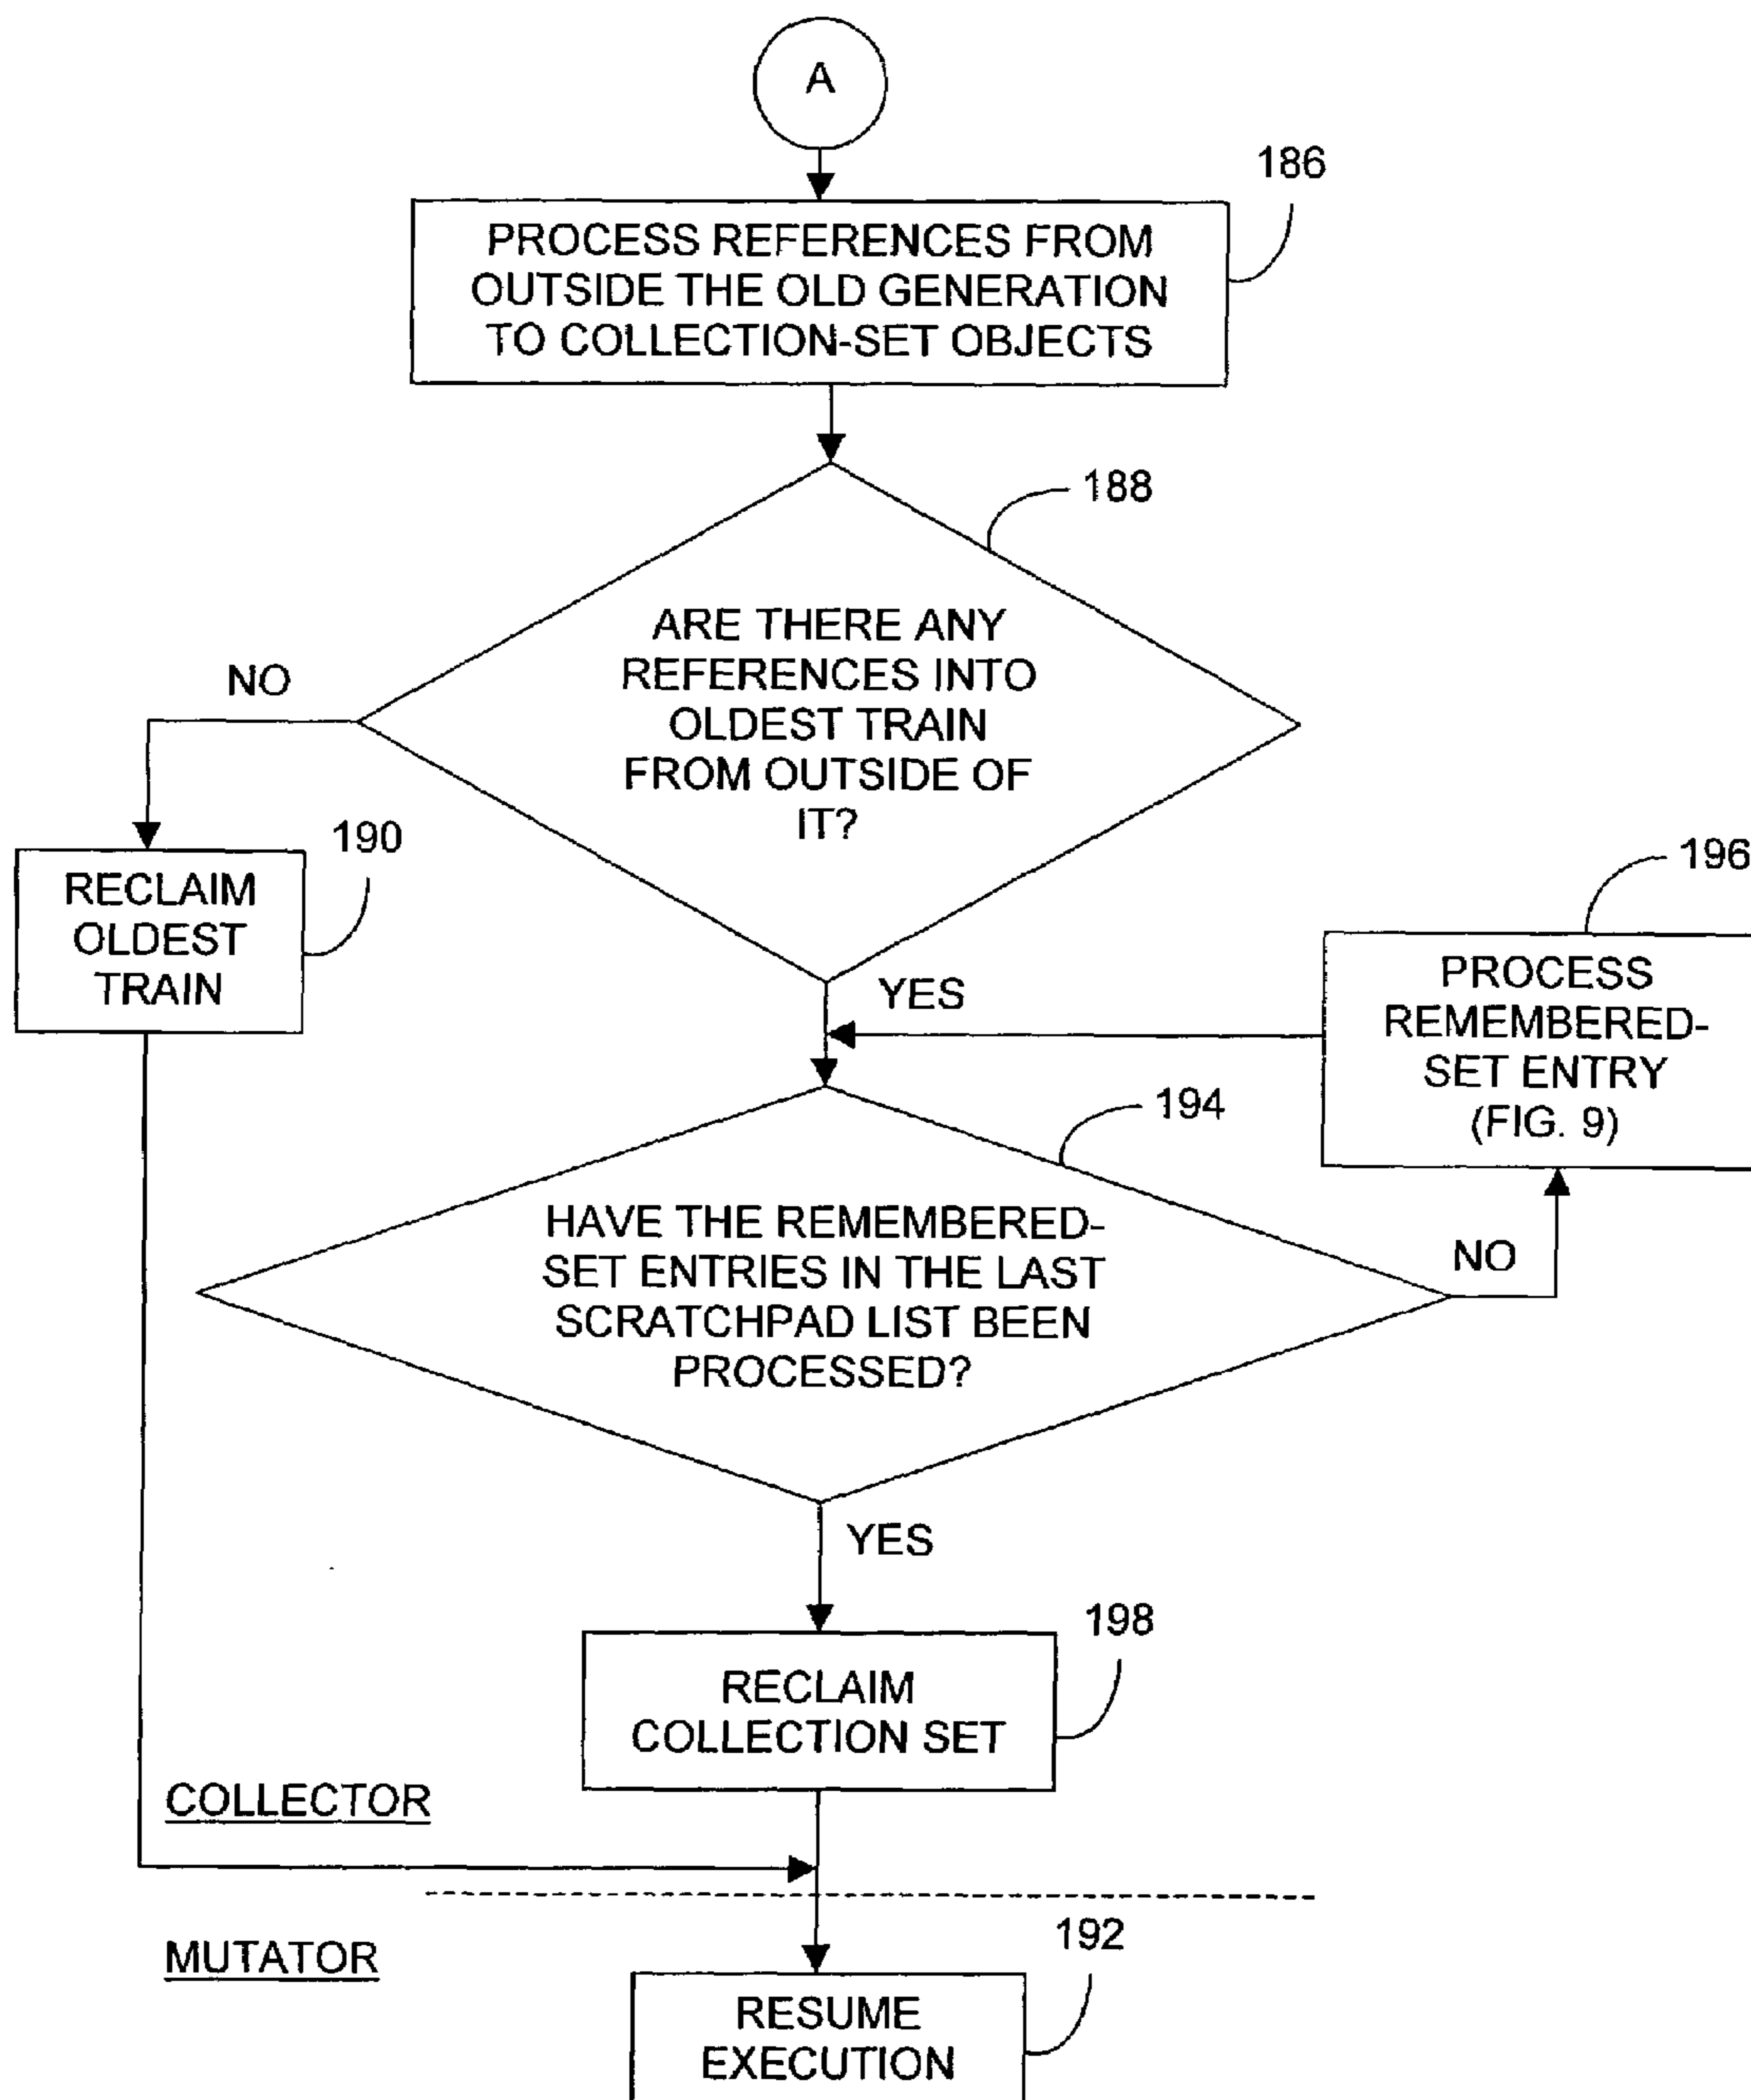 A
186
PROCESS REFERENCES FROM
OUTSIDE THE OLD GENERATION
TO COLLECTION-SET OBJECTS
188
ARE THERE ANY
REFERENCES INTO
OLDEST TRAIN
FROM OUTSIDE OF
IT?
NO
190
RECLAIM
OLDEST
TRAIN
YES
196
PROCESS
REMEMBERED-
SET ENTRY
(FIG. 9)
194
HAVE THE REMEMBERED-
SET ENTRIES IN THE LAST
SCRATCHPAD LIST BEEN
PROCESSED?
NO
YES
198
RECLAIM
COLLECTION SET
COLLECTOR
MUTATOR
192
RESUME
EXECUTION